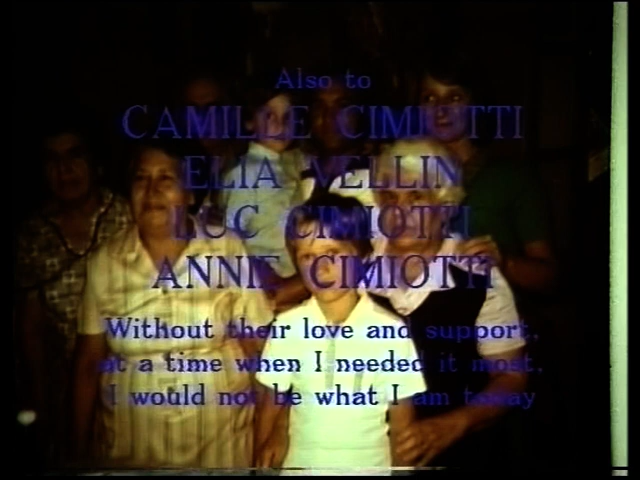 Also to
CAMILLE CIMIOTTI
ELIA VELLIN
LUC CIMIOTTI
ANNIE CIMIOTTI
Without their love and support,
at a time when I needed it most,
I would not be what I am today